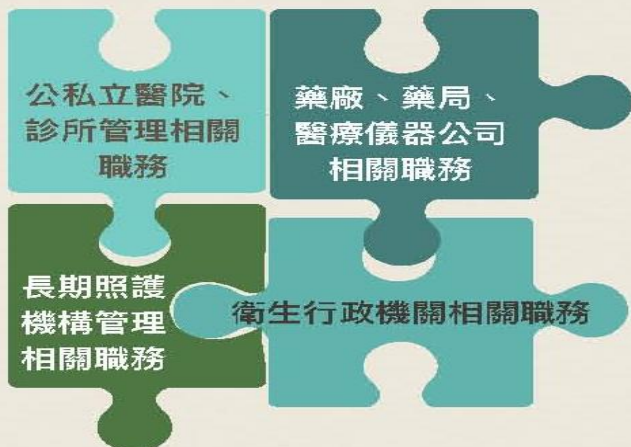 公私立醫院、
診所管理相關
職務
藥廠、藥局、
醫療儀器公司
相關職務
長期照護
機構管理
相關職務
衛生行政機關相關職務